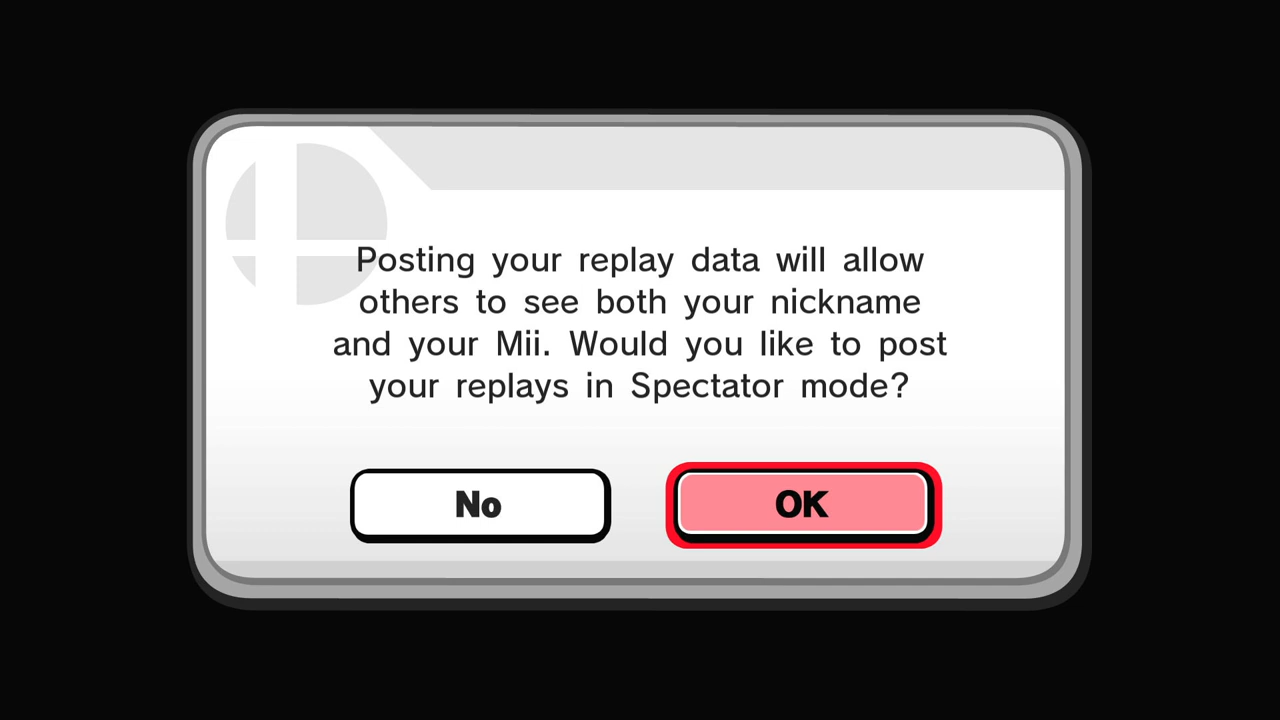 Posting your replay data will allow
others to see both your nickname
and your Mii. Would you like to post
your replays in Spectator mode?
No
OK